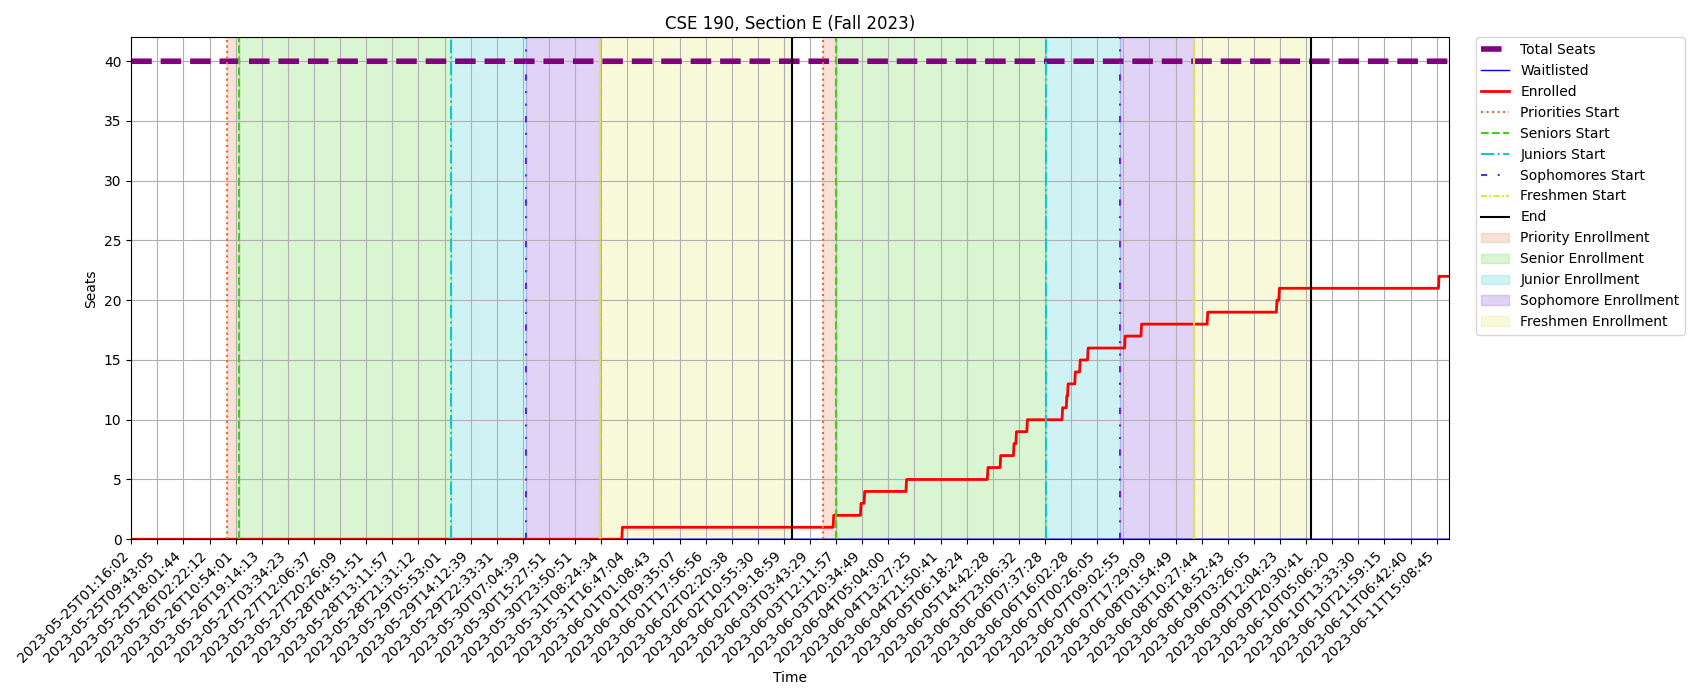 CSE 190, Section E (Fall 2023)
Seats
40
35
30
25
20
15
10
5
0
2023-05-25T01:16:02
2023-05-25T09:43:05
2023-05-25T18:01:44
2023-05-26T02:22:12
2023-05-26T10:54:01
2023-05-26T19:14:13
2023-05-27T03:34:23
2023-05-27T12:06:37
2023-05-27T20:26:09
2023-05-28T04:51:51
2023-05-28T13:11:57
2023-05-28T21:31:12
2023-05-29T05:53:01
2023-05-29T14:12:39
2023-05-29T22:33:31
2023-05-30T07:04:39
2023-05-30T15:27:51
2023-05-30T23:50:51
2023-05-31T08:24:34
2023-05-31T16:47:04
2023-06-01T01:08:43
2023-06-01T09:35:07
2023-06-01T17:56:56
2023-06-02T02:20:38
2023-06-02T10:55:30
2023-06-02T19:18:59
2023-06-03T03:43:29
2023-06-03T12:11:57
2023-06-03T20:34:49
2023-06-04T05:04:00
2023-06-04T13:27:25
2023-06-04T21:50:41
2023-06-05T06:18:24
2023-06-05T14:42:28
2023-06-05T23:06:32
2023-06-06T07:37:28
2023-06-06T16:02:28
2023-06-07T00:26:05
2023-06-07T09:02:55
2023-06-07T17:29:09
2023-06-08T01:54:49
2023-06-08T10:27:44
2023-06-08T18:52:43
2023-06-09T03:26:05
2023-06-09T12:04:23
2023-06-09T20:30:41
2023-06-10T05:06:20
2023-06-10T13:33:30
2023-06-10T21:59:15
2023-06-11T06:42:40
2023-06-11T15:08:45
Time
Total Seats
Waitlisted
Enrolled
Priorities Start
Seniors Start
Juniors Start
Sophomores Start
Freshmen Start
End
Priority Enrollment
Senior Enrollment
Junior Enrollment
Sophomore Enrollment
Freshmen Enrollment